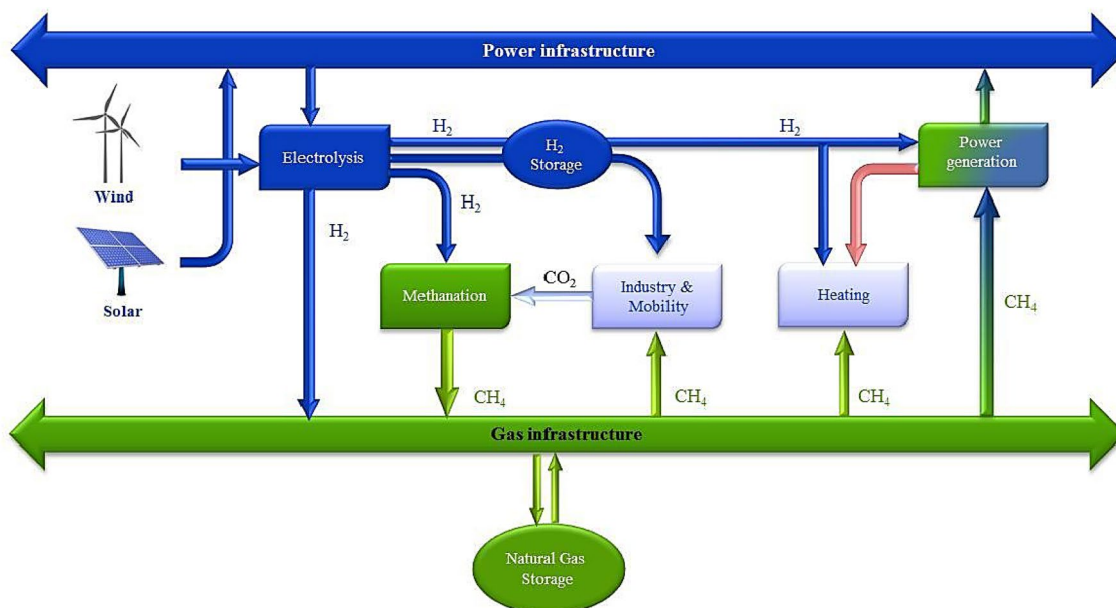 Power infrastructure
H₂
H₂
Electrolysis
H₂
Storage
Power
generation
Wind
H₂
H₂
CO₂
Methanation
Industry &
Mobility
Heating
Solar
CH₄
CH₄
CH₄
CH₄
Gas infrastructure
Natural Gas
Storage